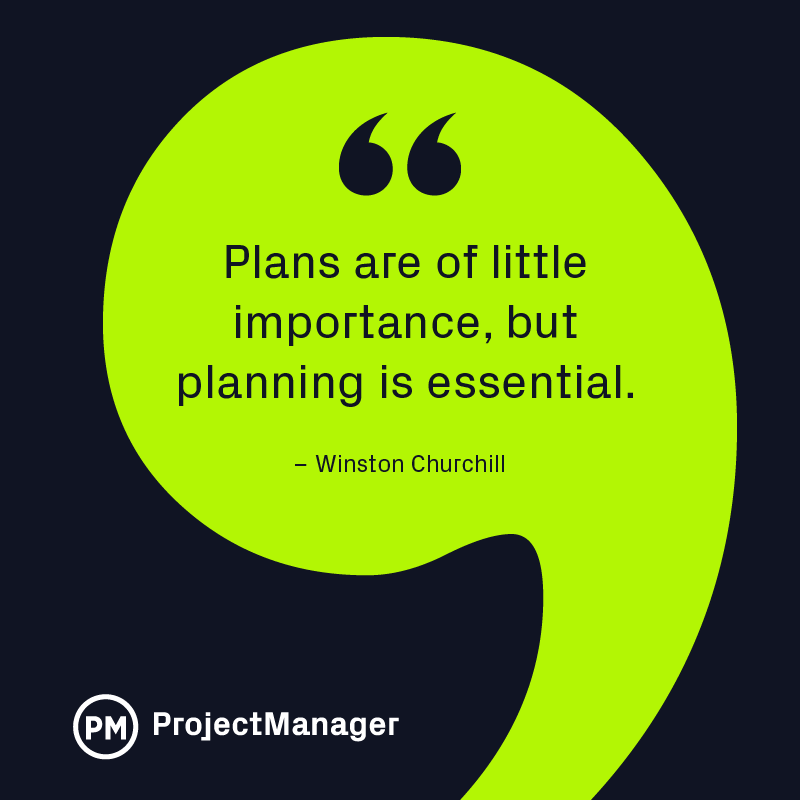 “
Plans are of little
importance, but
planning is essential.
– Winston Churchill
PM ProjectManager